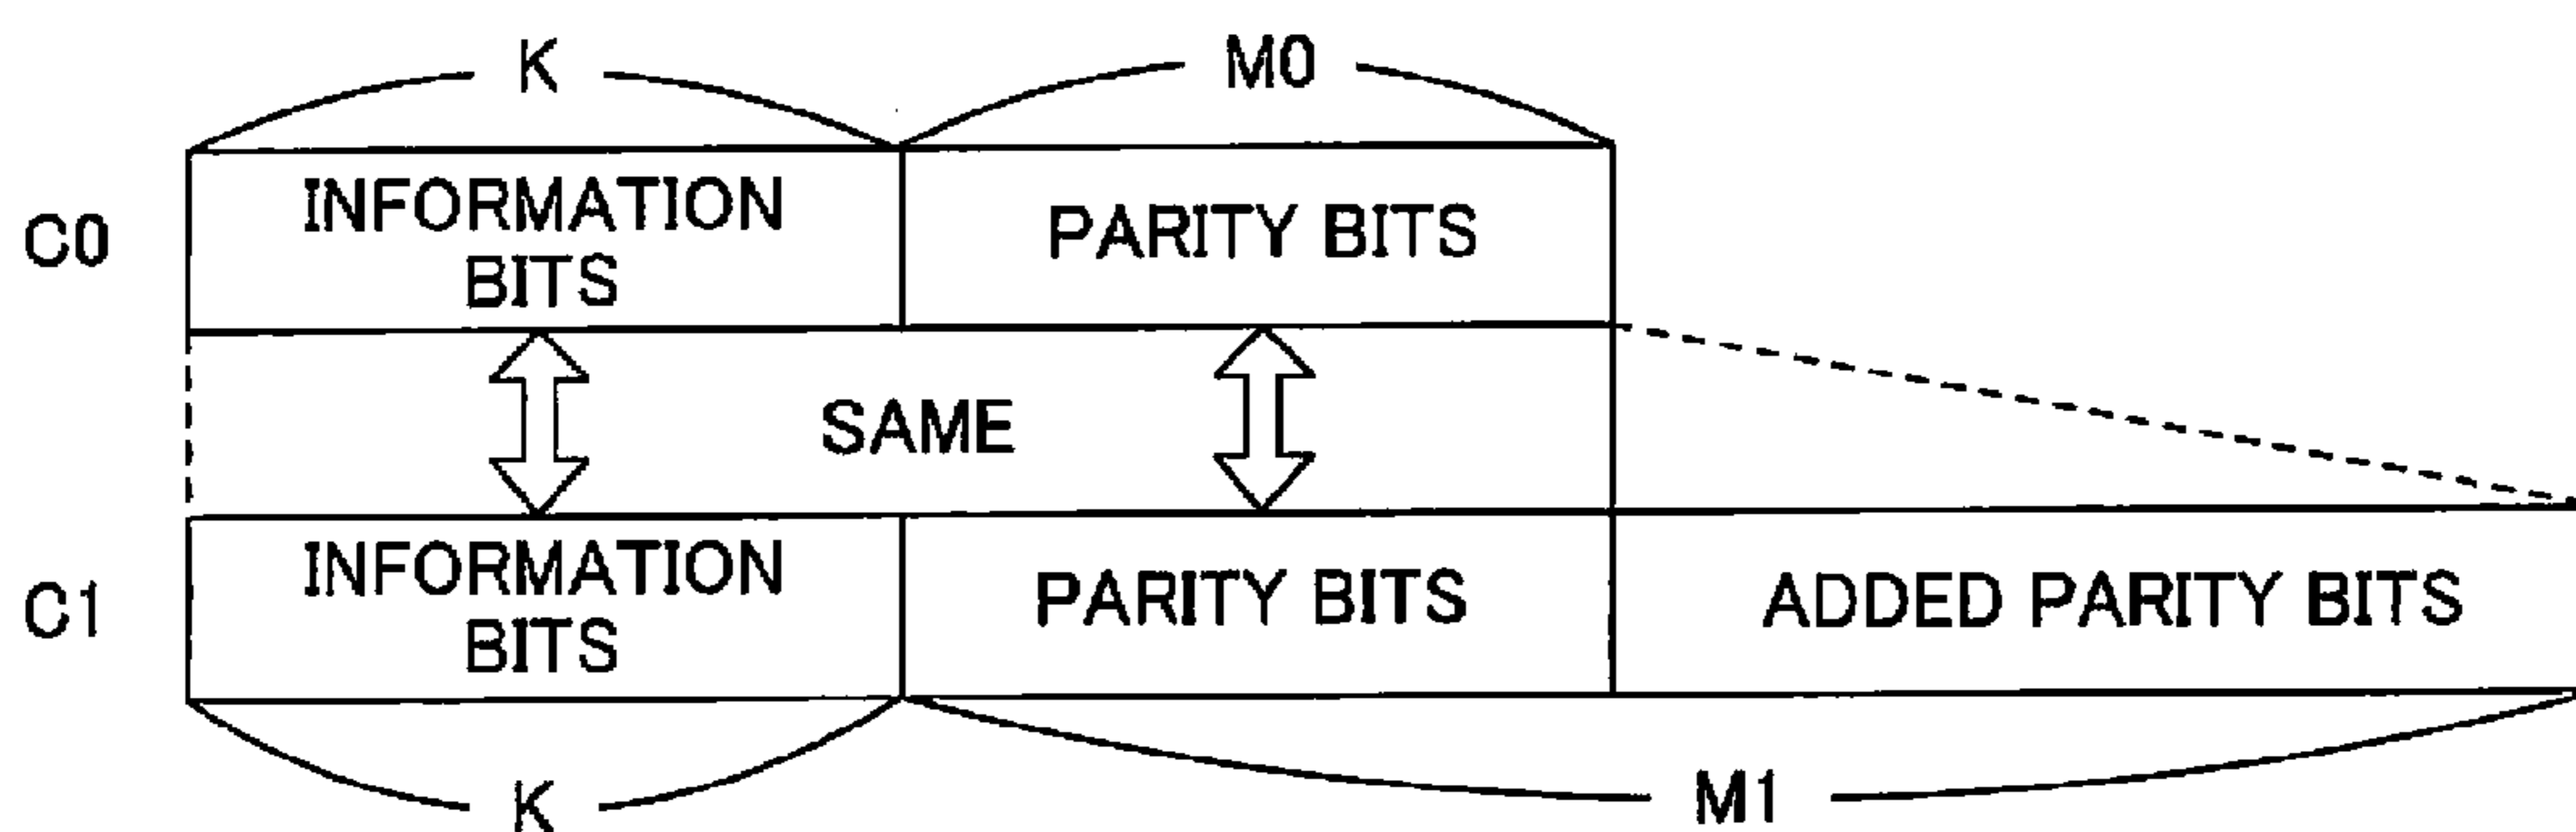 K
M0
C0
INFORMATION
BITS
PARITY BITS
SAME
C1
INFORMATION
BITS
PARITY BITS
ADDED PARITY BITS
K
M1